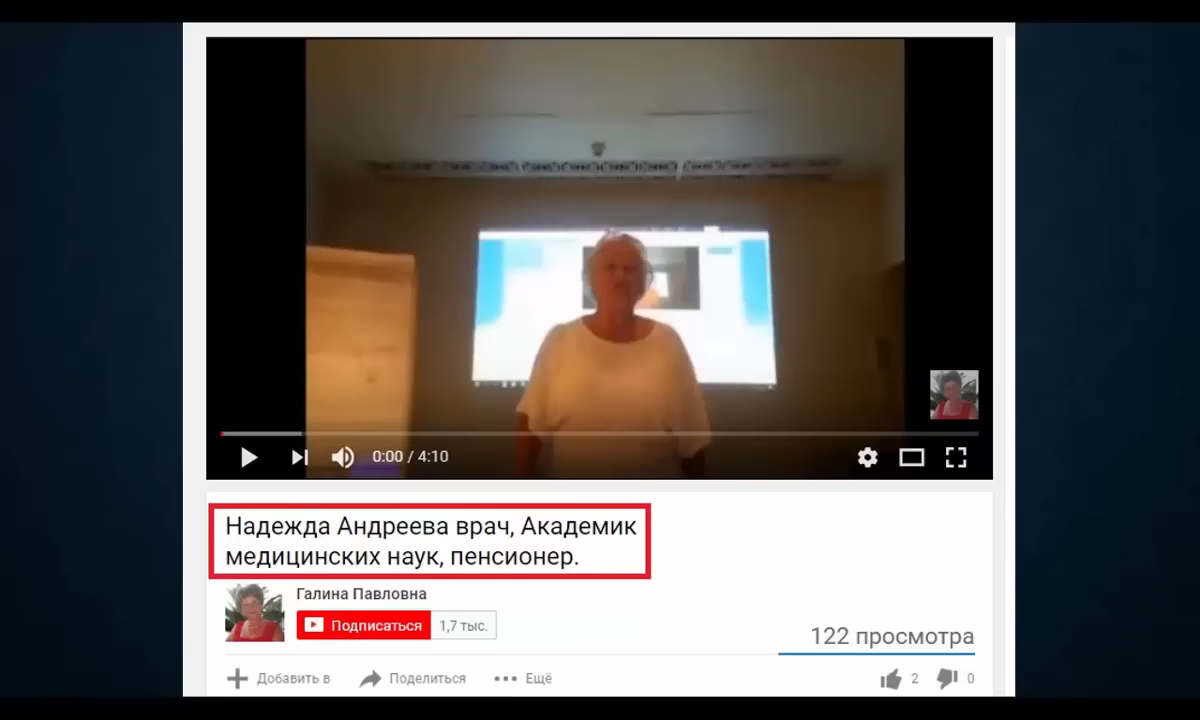 0:00 / 4:10
Надежда Андреева врач, Академик
медицинских наук, пенсионер.
Галина Павловна
Подписаться 1,7 тыс.
122 просмотра
Добавить в Поделиться Ещё 2 0